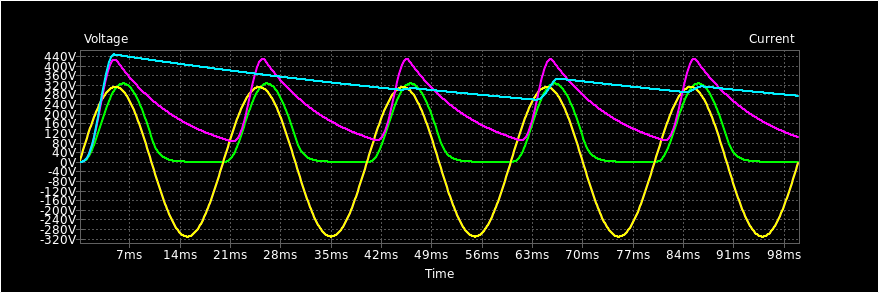 Voltage Current
440V
400V
360V
320V
280V
240V
200V
160V
120V
80V
40V
0V
-40V
-80V
-120V
-160V
-200V
-240V
-280V
-320V
7ms 14ms 21ms 28ms 35ms 42ms 49ms 56ms 63ms 70ms 77ms 84ms 91ms 98ms
Time